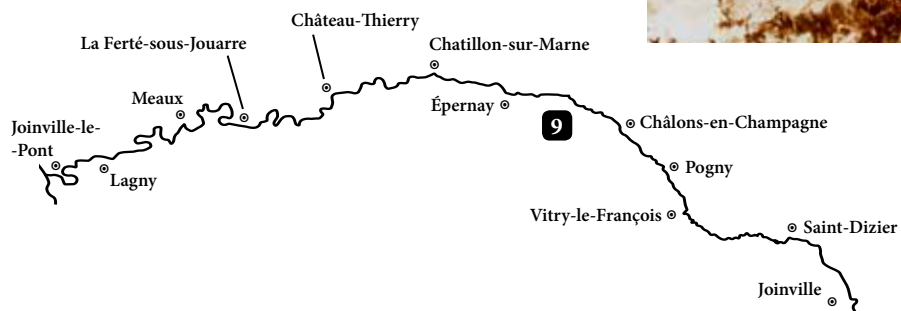 Château-Thierry
La Ferté-sous-Jouarre
Chatillon-sur-Marne
Meaux
Épernay
Joinville-le-
-Pont
9
Châlons-en-Champagne
Lagny
Pogny
Vitry-le-François
Saint-Dizier
Joinville